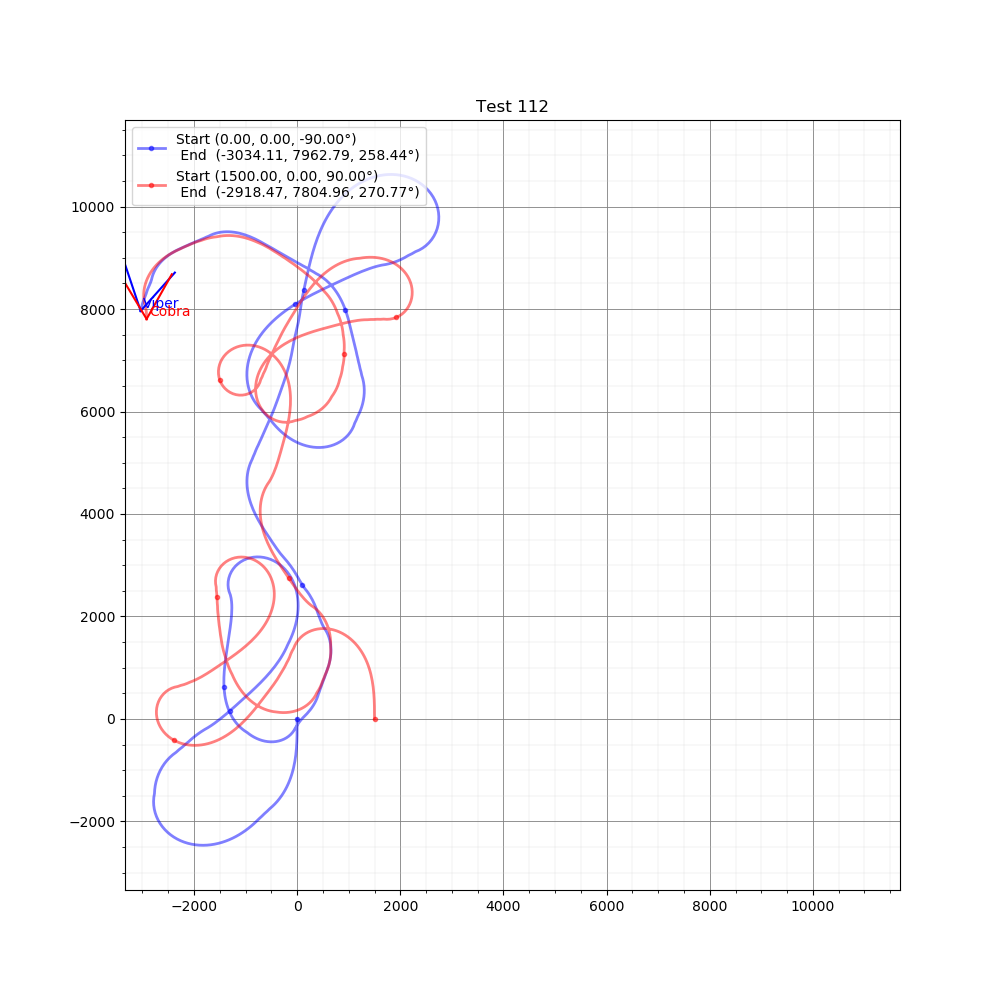 Test 112
Start (0.00, 0.00, -90.00°)
End (-3034.11, 7962.79, 258.44°)
Start (1500.00, 0.00, 90.00°)
End (-2918.47, 7804.96, 270.77°)
10000
8000
Viper
Cobra
6000
4000
2000
0
−2000
−2000 0 2000 4000 6000 8000 10000